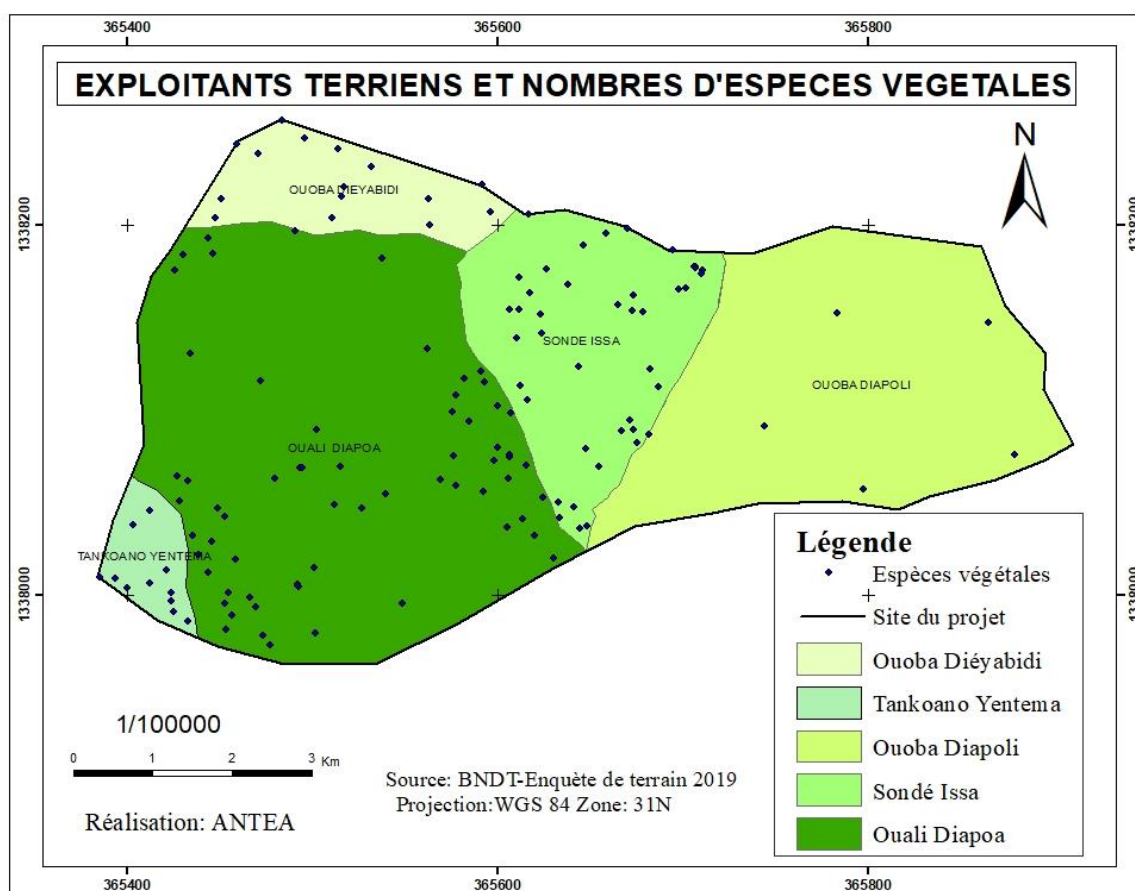 365400 365600 365800
EXPLOITANTS TERRIENS ET NOMBRES D'ESPECES VEGETALES
N
OUOBA DIEYABIDI
1338200 1338200
SONDE ISSA
OUOBA DIAPOLI
OUALI DIAPOA
TANKOANO YENTEMA
1338000 1338000
Légende
Espèces végétales
Site du projet
Ouoba Diéyabidi
Tankoano Yentema
Ouoba Diapoli
Sondé Issa
Ouali Diapoa
1/100000
0 1 2 3 Km
Source: BNDT-Enquète de terrain 2019
Projection:WGS 84 Zone: 31N
Réalisation: ANTEA
365400 365600 365800